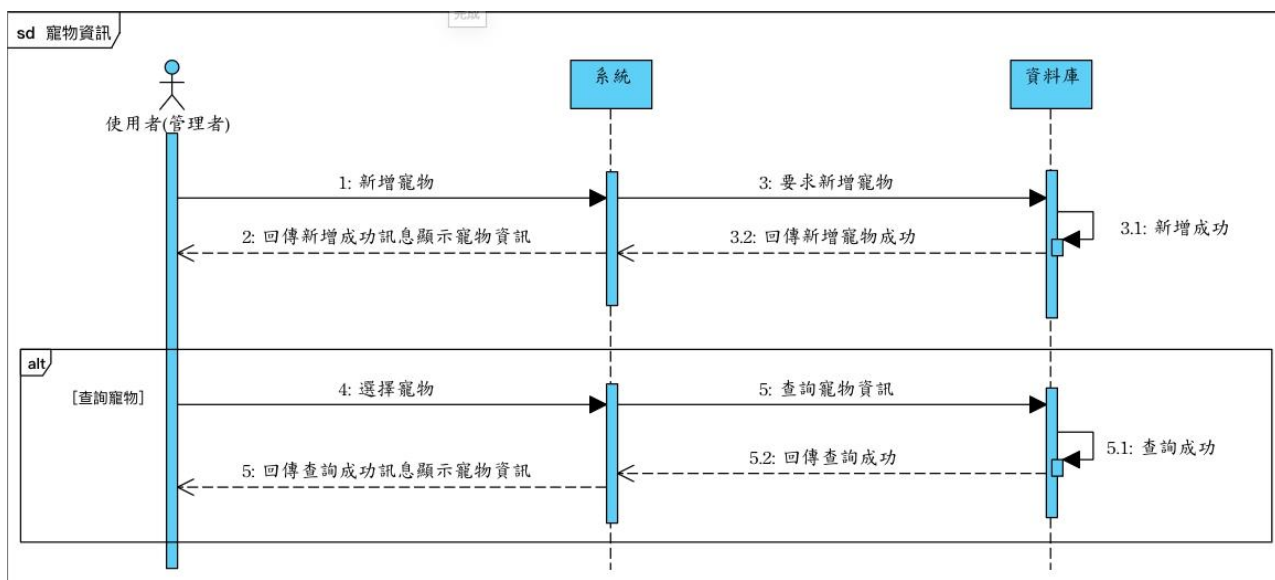 完成
sd 寵物資訊
使用者(管理者)
系統
資料庫
1: 新增寵物
3: 要求新增寵物
3.1: 新增成功
2: 回傳新增成功訊息顯示寵物資訊
3.2: 回傳新增寵物成功
alt
[查詢寵物]
4: 選擇寵物
5: 查詢寵物資訊
5.1: 查詢成功
5.2: 回傳查詢成功
5: 回傳查詢成功訊息顯示寵物資訊